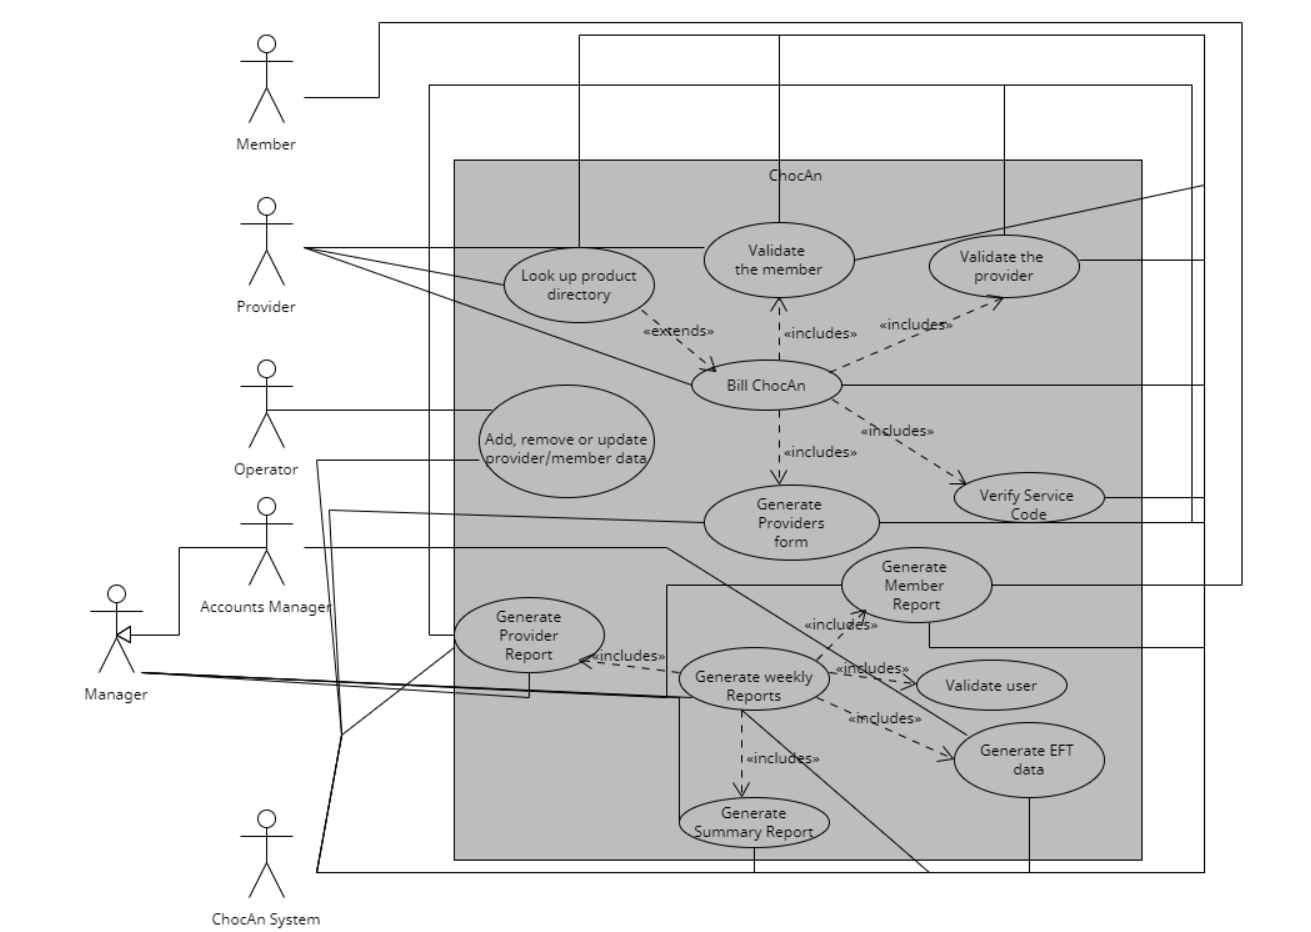 Member
ChocAn
Provider
Look up product
directory
Validate
the member
Validate the
provider
«extends»
«includes»
«includes»
Bill ChocAn
Operator
Add, remove or update
provider/member data
«includes»
«includes»
Generate
Providers
form
Verify Service
Code
Accounts Manager
Generate
Member
Report
Manager
Generate
Provider
Report
«includes»
«includes»
Generate weekly
Reports
«includes»
Validate user
«includes»
Generate EFT
data
«includes»
Generate
Summary Report
ChocAn System